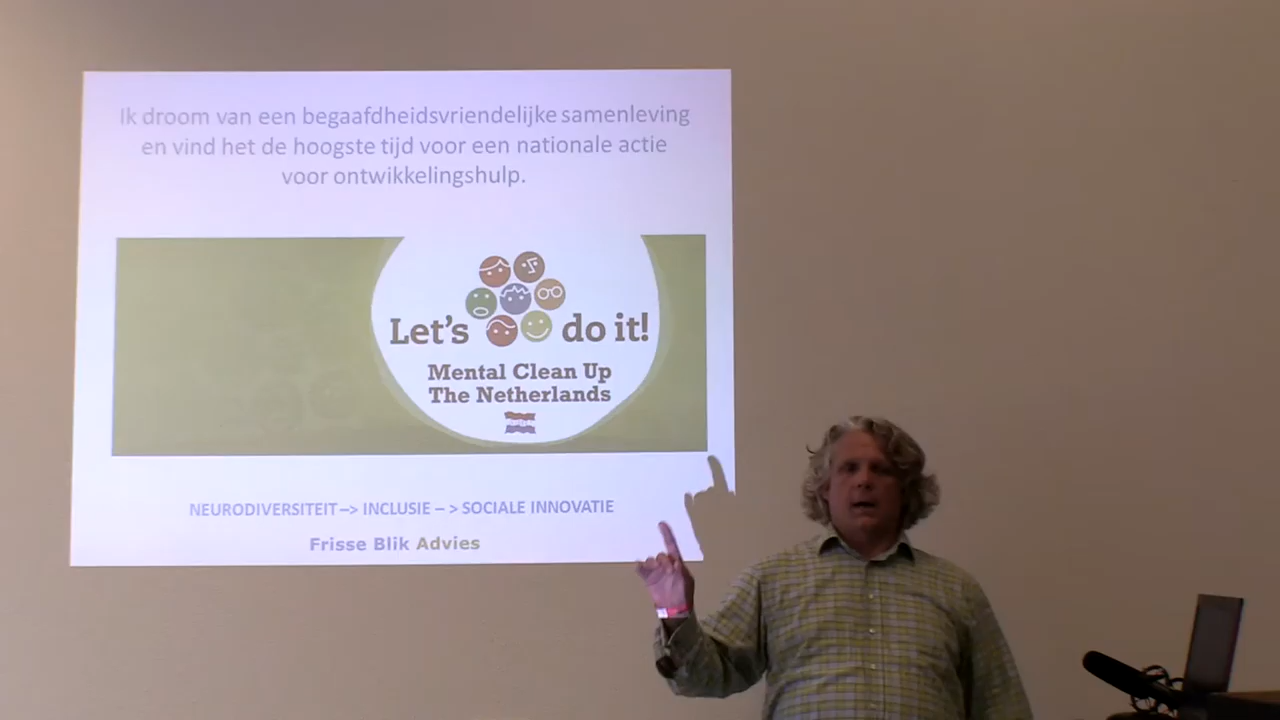 Ik droom van een begaafdheidsvriendelijke samenleving
en vind het de hoogste tijd voor een nationale actie
voor ontwikkelingshulp.
Let's do it!
Mental Clean Up
The Netherlands
NEURODIVERSITEIT –> INCLUSIE – > SOCIALE INNOVATIE
Frisse Blik Advies